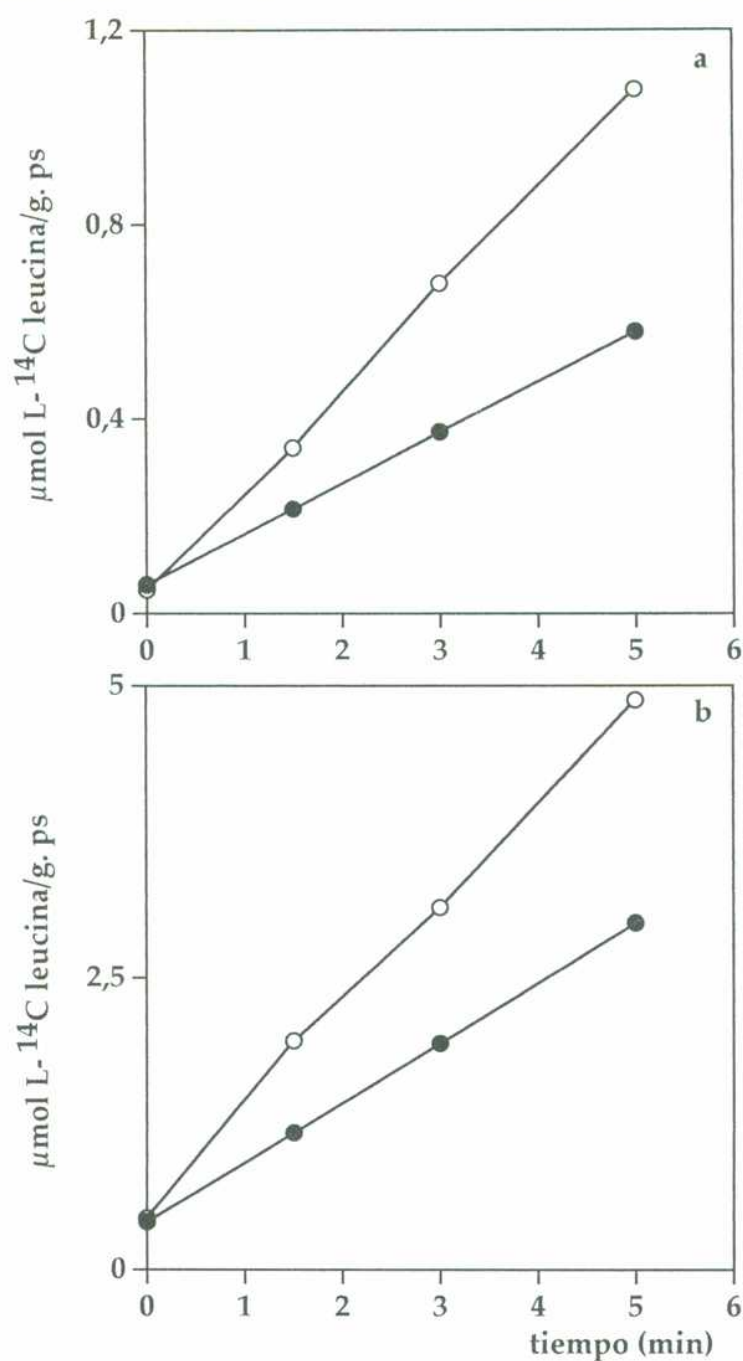 1,2
a
0,8
0,4
0
0 1 2 3 4 5 6
µmol L-¹⁴C leucina/g. ps
5
b
2,5
0
0 1 2 3 4 5 6
µmol L-¹⁴C leucina/g. ps
tiempo (min)